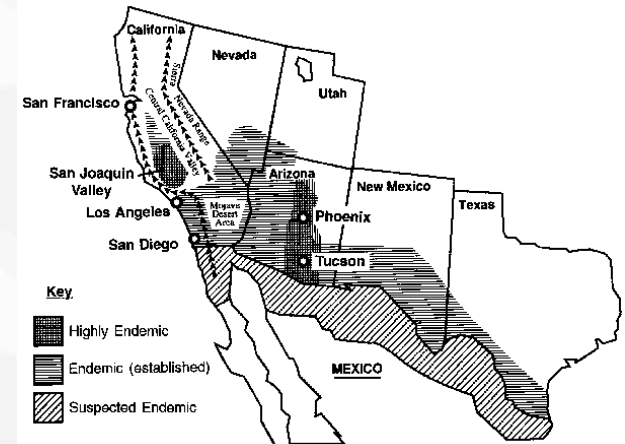 California
Nevada
Utah
Sierra Nevada Range
Central California Valley
San Francisco
San Joaquin
Valley
Los Angeles
Mojave
Desert
Area
San Diego
Arizona
New Mexico
Texas
Phoenix
Tucson
MEXICO
Key
Highly Endemic
Endemic (established)
Suspected Endemic